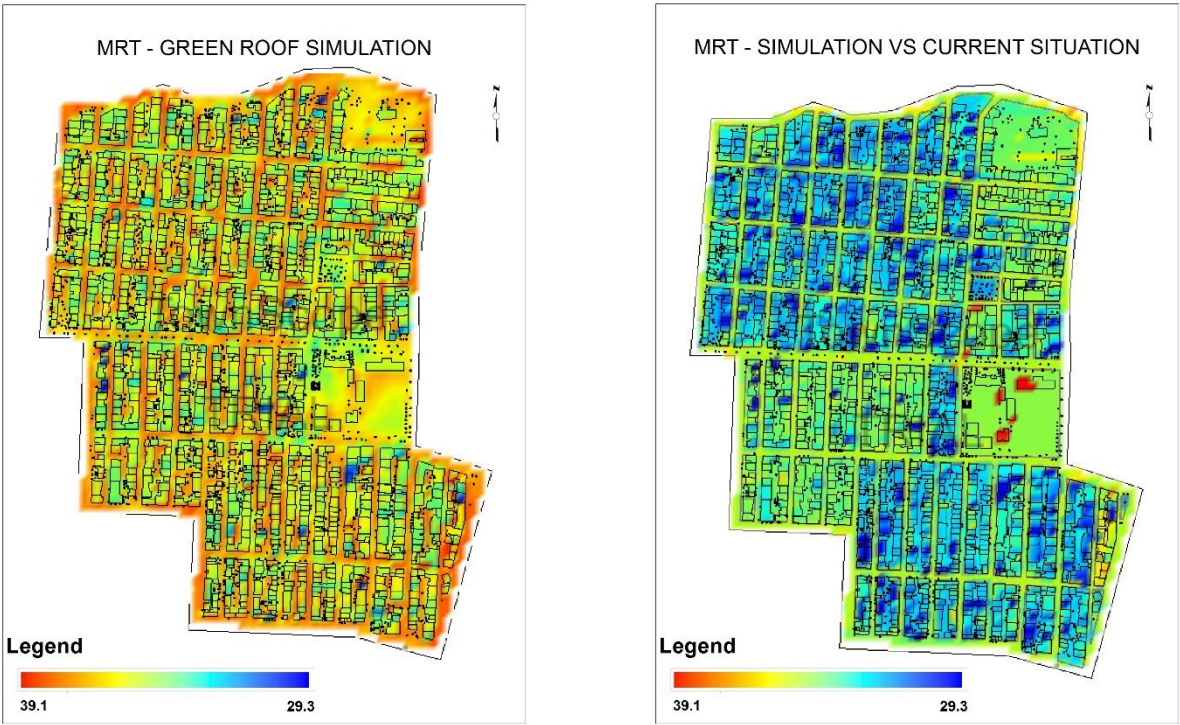 MRT - GREEN ROOF SIMULATION
Legend
39.1 29.3
MRT - SIMULATION VS CURRENT SITUATION
Legend
39.1 29.3